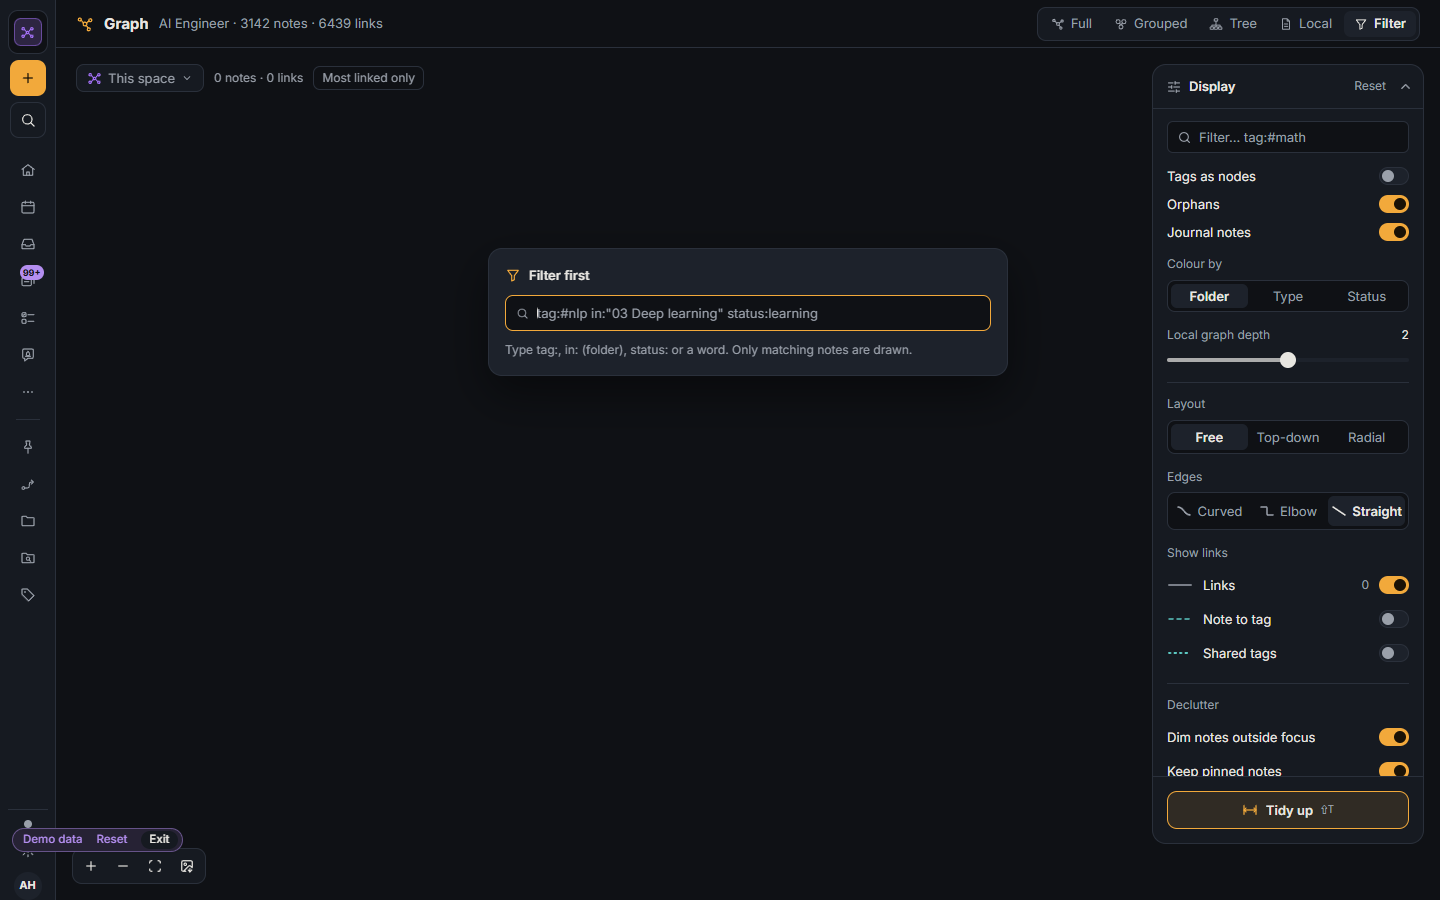 Graph AI Engineer · 3142 notes · 6439 links
Full Grouped Tree Local Filter
This space 0 notes · 0 links Most linked only
99+
Filter first
tag:#nlp in:"03 Deep learning" status:learning
Type tag:, in: (folder), status: or a word. Only matching notes are drawn.
Display Reset
Filter... tag:#math
Tags as nodes
Orphans
Journal notes
Colour by
Folder Type Status
Local graph depth 2
Layout
Free Top-down Radial
Edges
Curved Elbow Straight
Show links
Links 0
Note to tag
Shared tags
Declutter
Dim notes outside focus
Keep pinned notes
Tidy up ⇧T
Demo data Reset Exit
AH